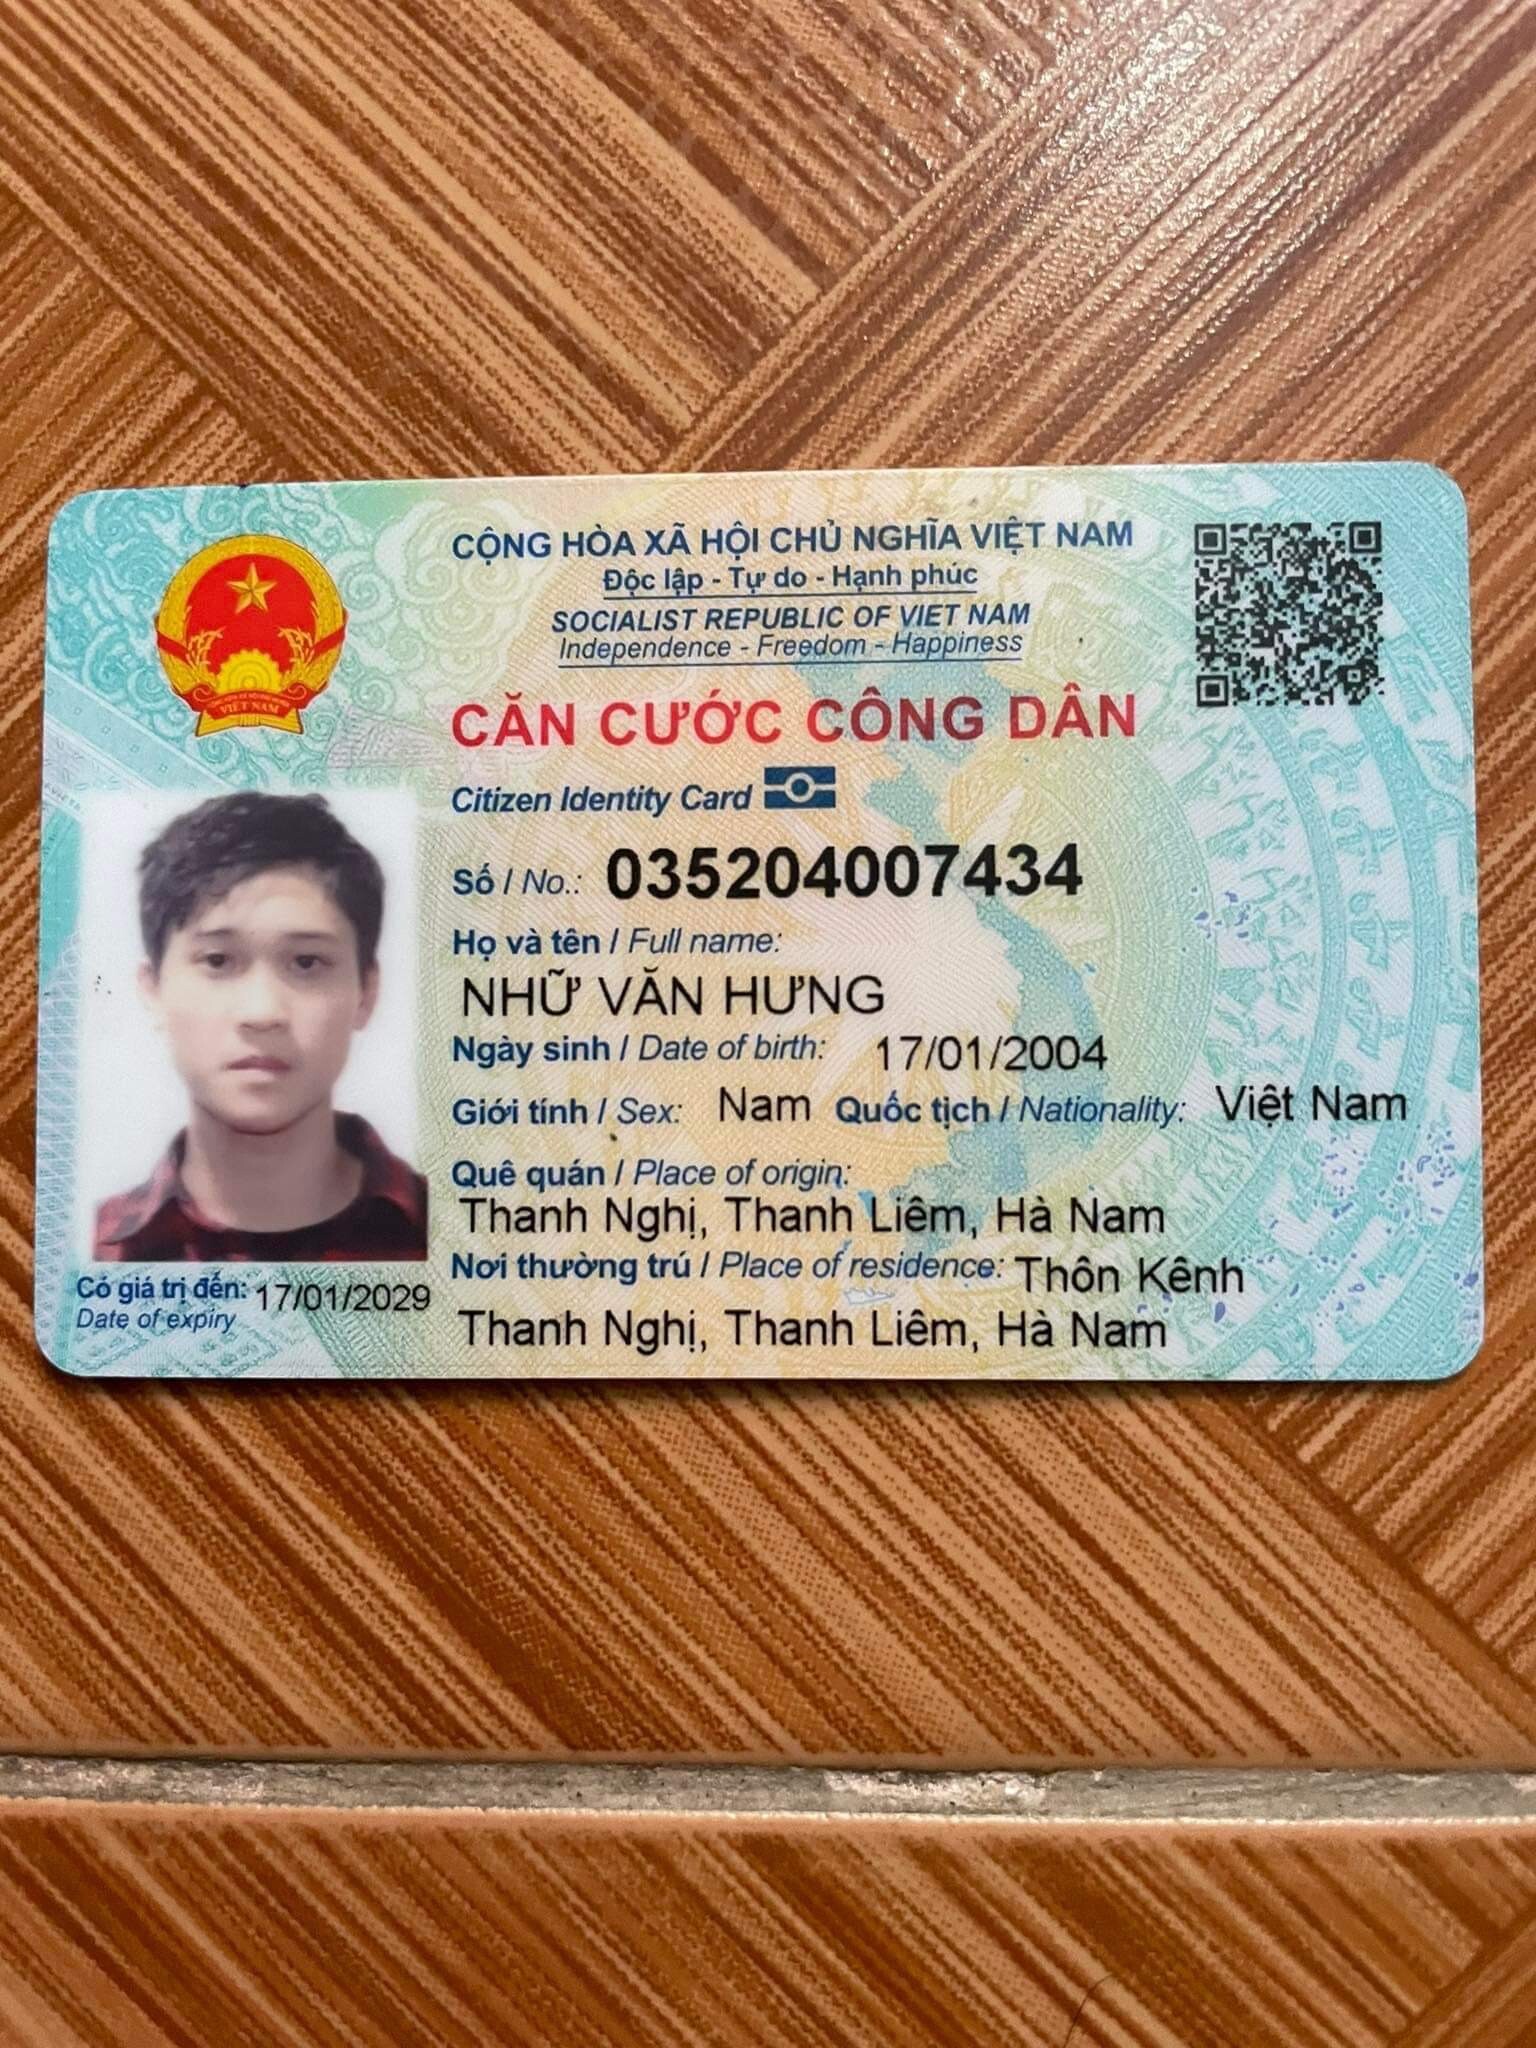 CỘNG HÒA XÃ HỘI CHỦ NGHĨA VIỆT NAM
Độc lập - Tự do - Hạnh phúc
SOCIALIST REPUBLIC OF VIET NAM
Independence - Freedom - Happiness
CĂN CƯỚC CÔNG DÂN
Citizen Identity Card
Số / No.: 035204007434
Họ và tên / Full name:
NHỮ VĂN HƯNG
Ngày sinh / Date of birth: 17/01/2004
Giới tính / Sex: Nam Quốc tịch / Nationality: Việt Nam
Quê quán / Place of origin:
Thanh Nghị, Thanh Liêm, Hà Nam
Nơi thường trú / Place of residence: Thôn Kênh
Thanh Nghị, Thanh Liêm, Hà Nam
Có giá trị đến: 17/01/2029
Date of expiry
VIỆT NAM